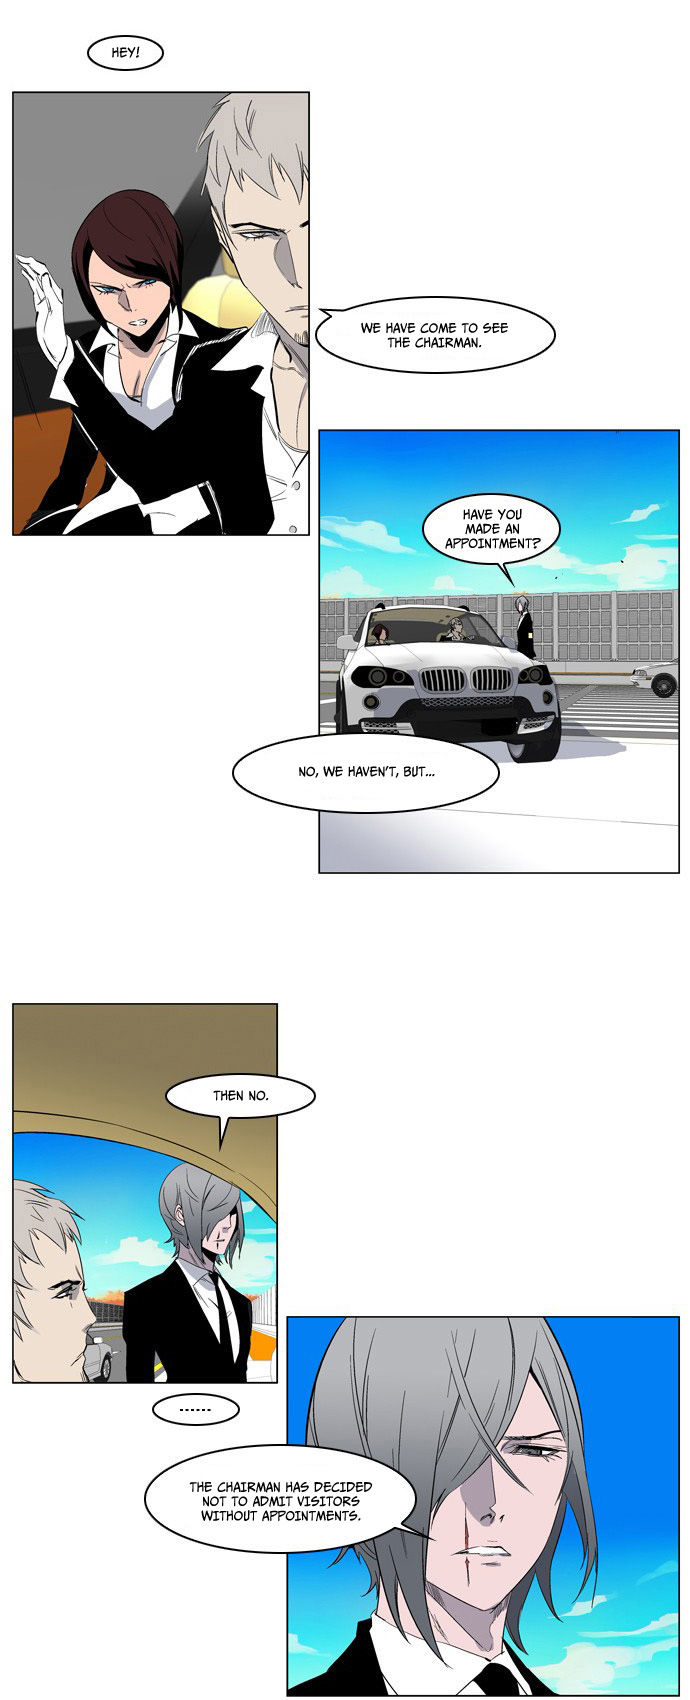 HEY!
WE HAVE COME TO SEE
THE CHAIRMAN.
HAVE YOU
MADE AN
APPOINTMENT?
NO, WE HAVEN'T, BUT...
THEN NO.
......
THE CHAIRMAN HAS DECIDED
NOT TO ADMIT VISITORS
WITHOUT APPOINTMENTS.